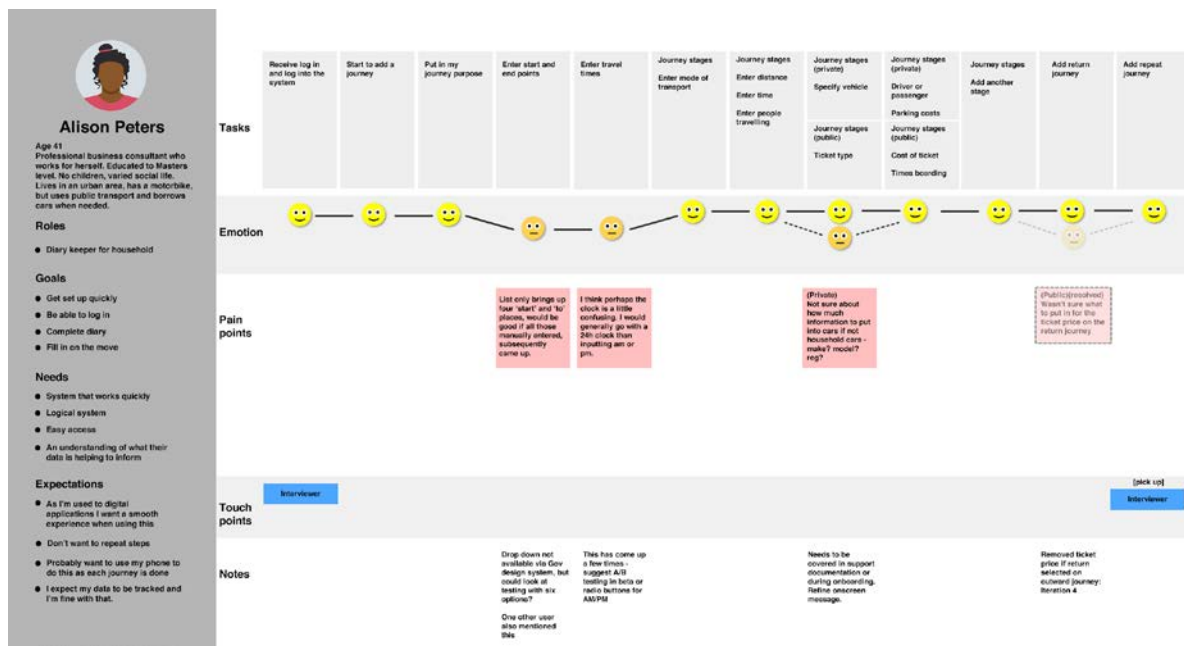 Alison Peters
Age 41
Professional business consultant who
works for herself. Educated to Masters
level. No children, varied social life.
Lives in an urban area, has a motorbike,
but uses public transport and borrows
cars when needed.
Roles
● Diary keeper for household
Goals
● Get set up quickly
● Be able to log in
● Complete diary
● Fill in on the move
Needs
● System that works quickly
● Logical system
● Easy access
● An understanding of what their
data is helping to inform
Expectations
● As I'm used to digital
applications I want a smooth
experience when using this
● Don't want to repeat steps
● Probably want to use my phone to
do this as each journey is done
● I expect my data to be tracked and
I'm fine with that.
Tasks
Receive log in
and log into the
system
Start to add a
journey
Put in my
journey purpose
Enter start and
end points
Enter travel
times
Journey stages
Enter mode of
transport
Journey stages
Enter distance
Enter time
Enter people
travelling
Journey stages
(private)
Specify vehicle
Journey stages
(public)
Ticket type
Journey stages
(private)
Driver or
passenger
Parking costs
Journey stages
(public)
Cost of ticket
Times boarding
Journey stages
Add another
stage
Add return
journey
Add repeat
journey
Emotion
Pain
points
List only brings up
four 'start' and 'to'
places, would be
good if all those
manually entered,
subsequently
came up.
I think perhaps the
clock is a little
confusing. I would
generally go with a
24h clock than
inputting am or
pm.
(Private)
Not sure about
how much
information to put
into cars if not
household cars -
make? model?
reg?
(Public)(resolved)
Wasn't sure what
to put in for the
ticket price on the
return journey
Touch
points
Interviewer
[pick up]
Interviewer
Notes
Drop down not
available via Gov
design system, but
could look at
testing with six
options?
One other user
also mentioned
this
This has come up
a few times -
suggest A/B
testing in beta or
radio buttons for
AM/PM
Needs to be
covered in support
documentation or
during onboarding.
Refine onscreen
message.
Removed ticket
price if return
selected on
outward journey:
Iteration 4